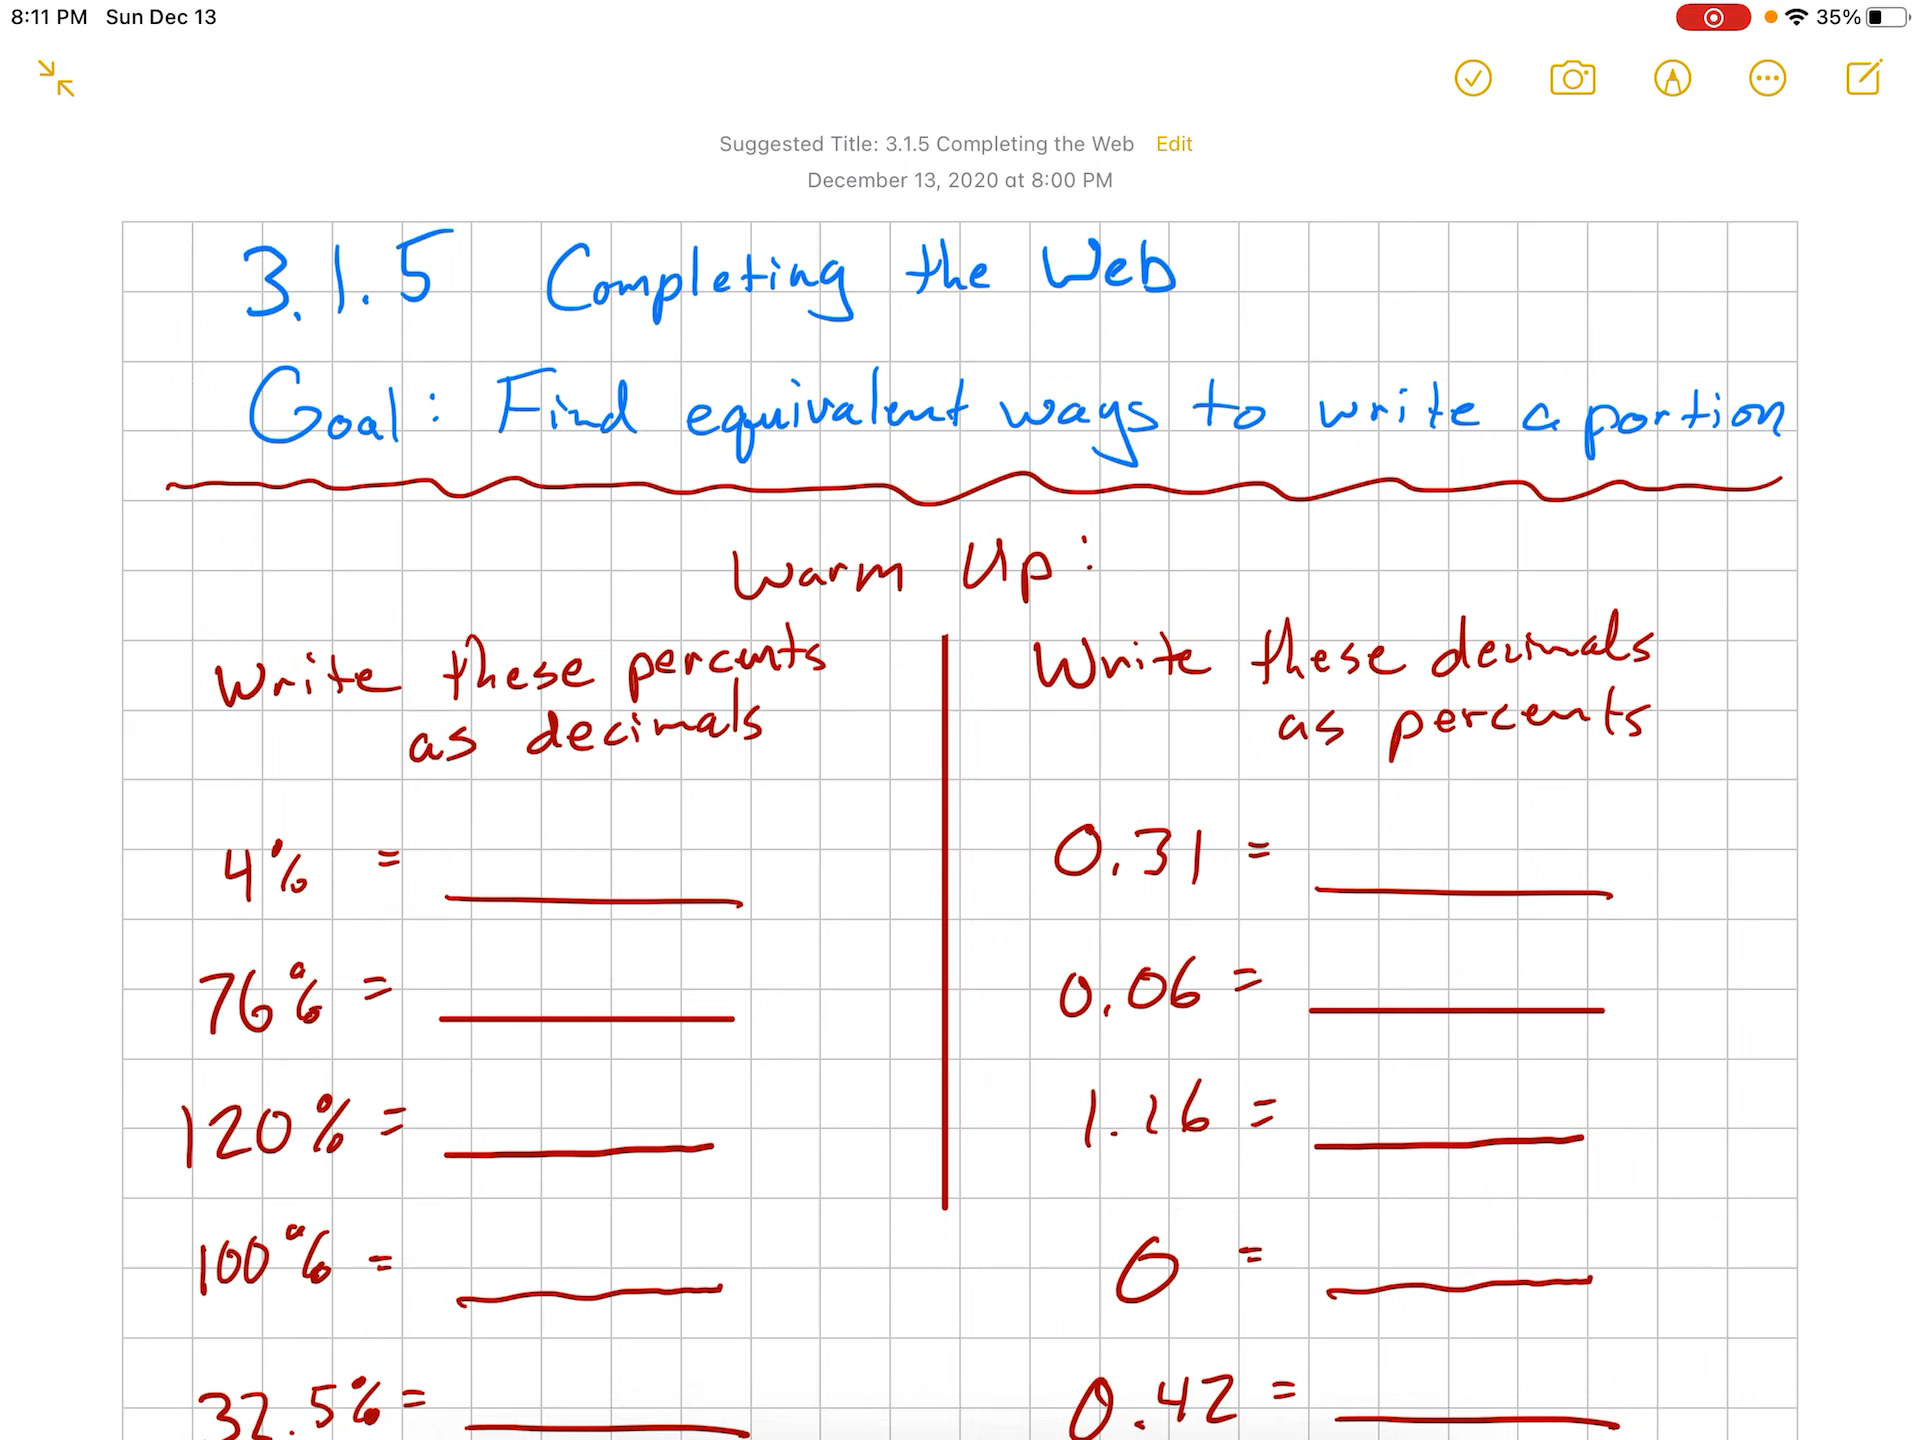 8:11 PM Sun Dec 13
35%
Suggested Title: 3.1.5 Completing the Web Edit
December 13, 2020 at 8:00 PM
3.1.5 Completing the Web
Goal: Find equivalent ways to write a portion
Warm Up:
Write these percents
as decimals
4% =
76% =
120% =
100% =
32.5% =
Write these decimals
as percents
0.31 =
0.06 =
1.16 =
0 =
0.42 =